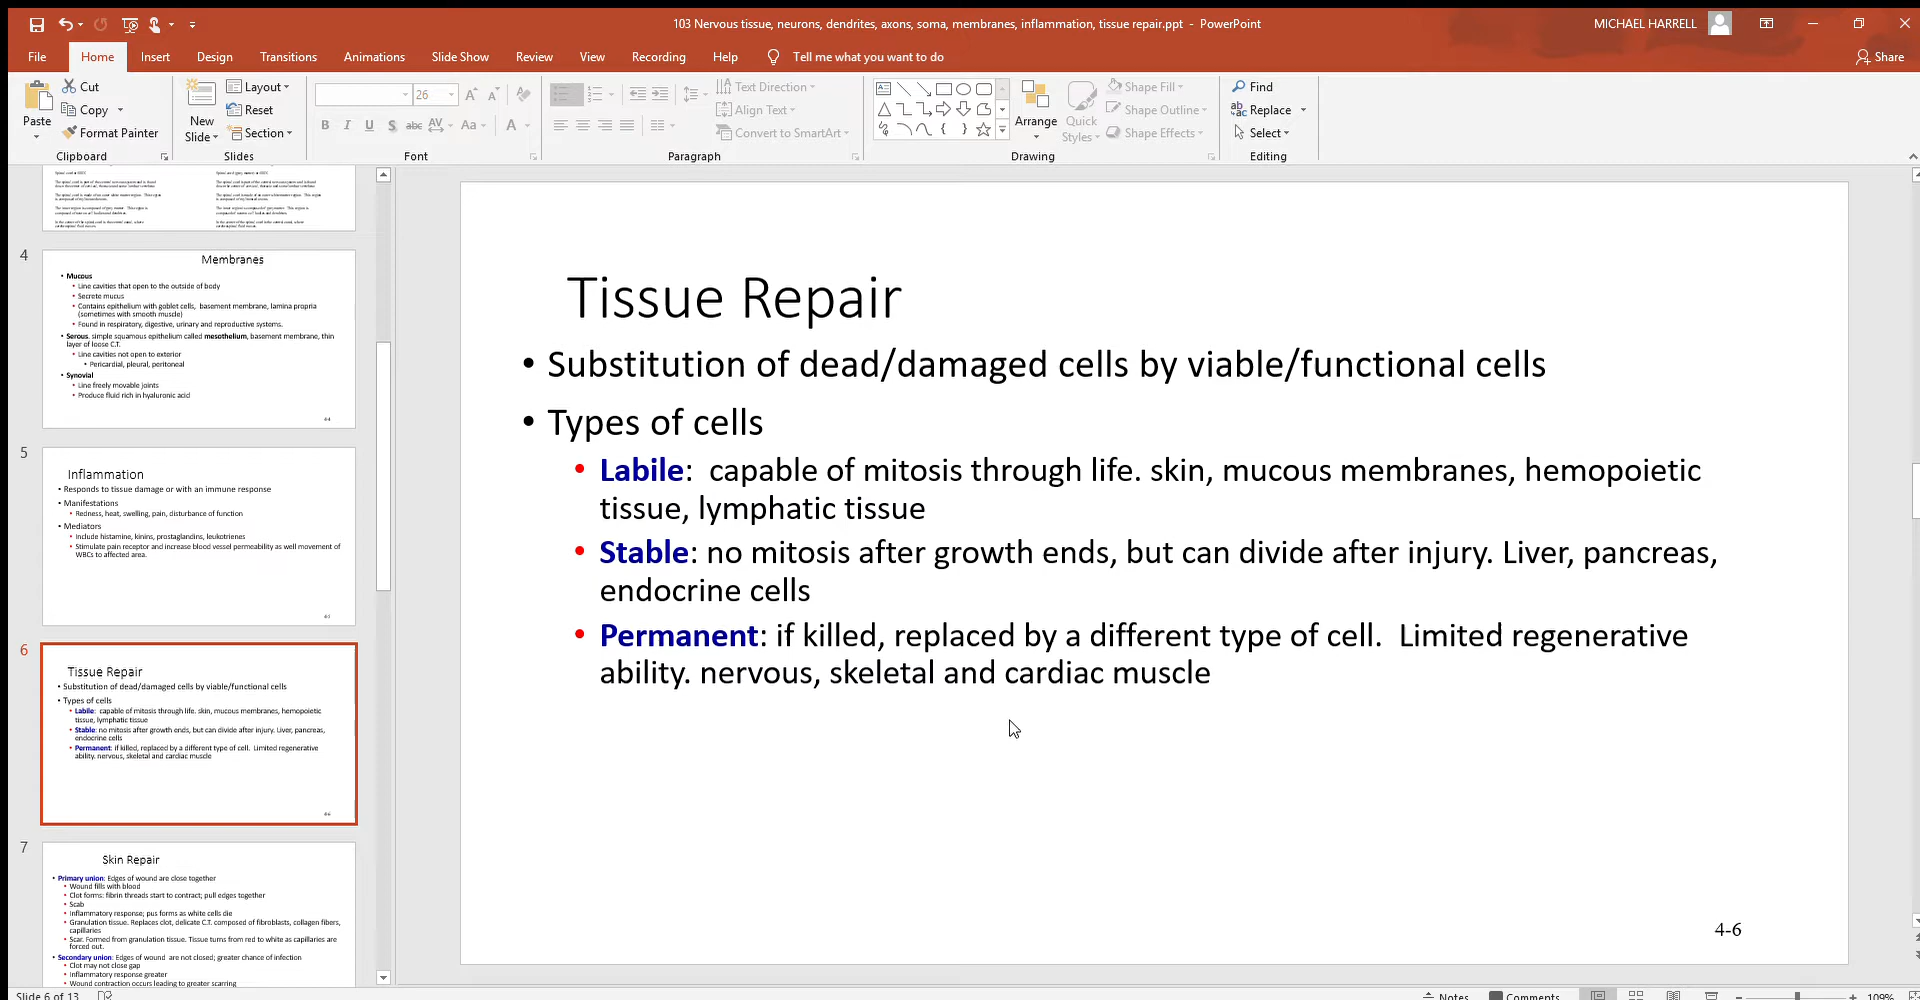 103 Nervous tissue, neurons, dendrites, axons, soma, membranes, inflammation, tissue repair.ppt - PowerPoint
MICHAEL HARRELL
File Home Insert Design Transitions Animations Slide Show Review View Recording Help Tell me what you want to do
Share
Paste
Cut
Copy
Format Painter
Clipboard
New Slide
Layout
Reset
Section
Slides
26
B I U S abc AV Aa A
Font
Text Direction
Align Text
Convert to SmartArt
Paragraph
Arrange
Quick Styles
Shape Fill
Shape Outline
Shape Effects
Drawing
Find
Replace
Select
Editing
4
Membranes
• Mucous
• Line cavities that open to the outside of body
• Secrete mucus
• Contains epithelium with goblet cells, basement membrane, lamina propria
(sometimes with smooth muscle)
• Found in respiratory, digestive, urinary and reproductive systems.
• Serous, simple squamous epithelium called mesothelium, basement membrane, thin
layer of loose C.T.
• Line cavities not open to exterior
• Pericardial, pleural, peritoneal
• Synovial
• Line freely movable joints
• Produce fluid rich in hyaluronic acid
5
Inflammation
• Responds to tissue damage or with an immune response
• Manifestations
• Redness, heat, swelling, pain, disturbance of function
• Mediators
• Include histamine, kinins, prostaglandins, leukotrienes
• Stimulate pain receptor and increase blood vessel permeability as well movement of
WBCs to affected area.
6
Tissue Repair
• Substitution of dead/damaged cells by viable/functional cells
• Types of cells
• Labile: capable of mitosis through life. skin, mucous membranes, hemopoietic
tissue, lymphatic tissue
• Stable: no mitosis after growth ends, but can divide after injury. Liver, pancreas,
endocrine cells
• Permanent: if killed, replaced by a different type of cell. Limited regenerative
ability. nervous, skeletal and cardiac muscle
7
Skin Repair
• Primary union: Edges of wound are close together
• Wound fills with blood
• Clot forms: fibrin threads start to contract; pull edges together
• Scab
• Inflammatory response; pus forms as white cells die
• Granulation tissue. Replaces clot, delicate C.T. composed of fibroblasts, collagen fibers,
capillaries
• Scar. Formed from granulation tissue. Tissue turns from red to white as capillaries are
forced out.
• Secondary union: Edges of wound are not closed; greater chance of infection
• Clot may not close gap
• Inflammatory response greater
• Wound contraction occurs leading to greater scarring
Tissue Repair
• Substitution of dead/damaged cells by viable/functional cells
• Types of cells
• Labile: capable of mitosis through life. skin, mucous membranes, hemopoietic
tissue, lymphatic tissue
• Stable: no mitosis after growth ends, but can divide after injury. Liver, pancreas,
endocrine cells
• Permanent: if killed, replaced by a different type of cell. Limited regenerative
ability. nervous, skeletal and cardiac muscle
4-6
Slide 6 of 13
Notes
Comments
109%